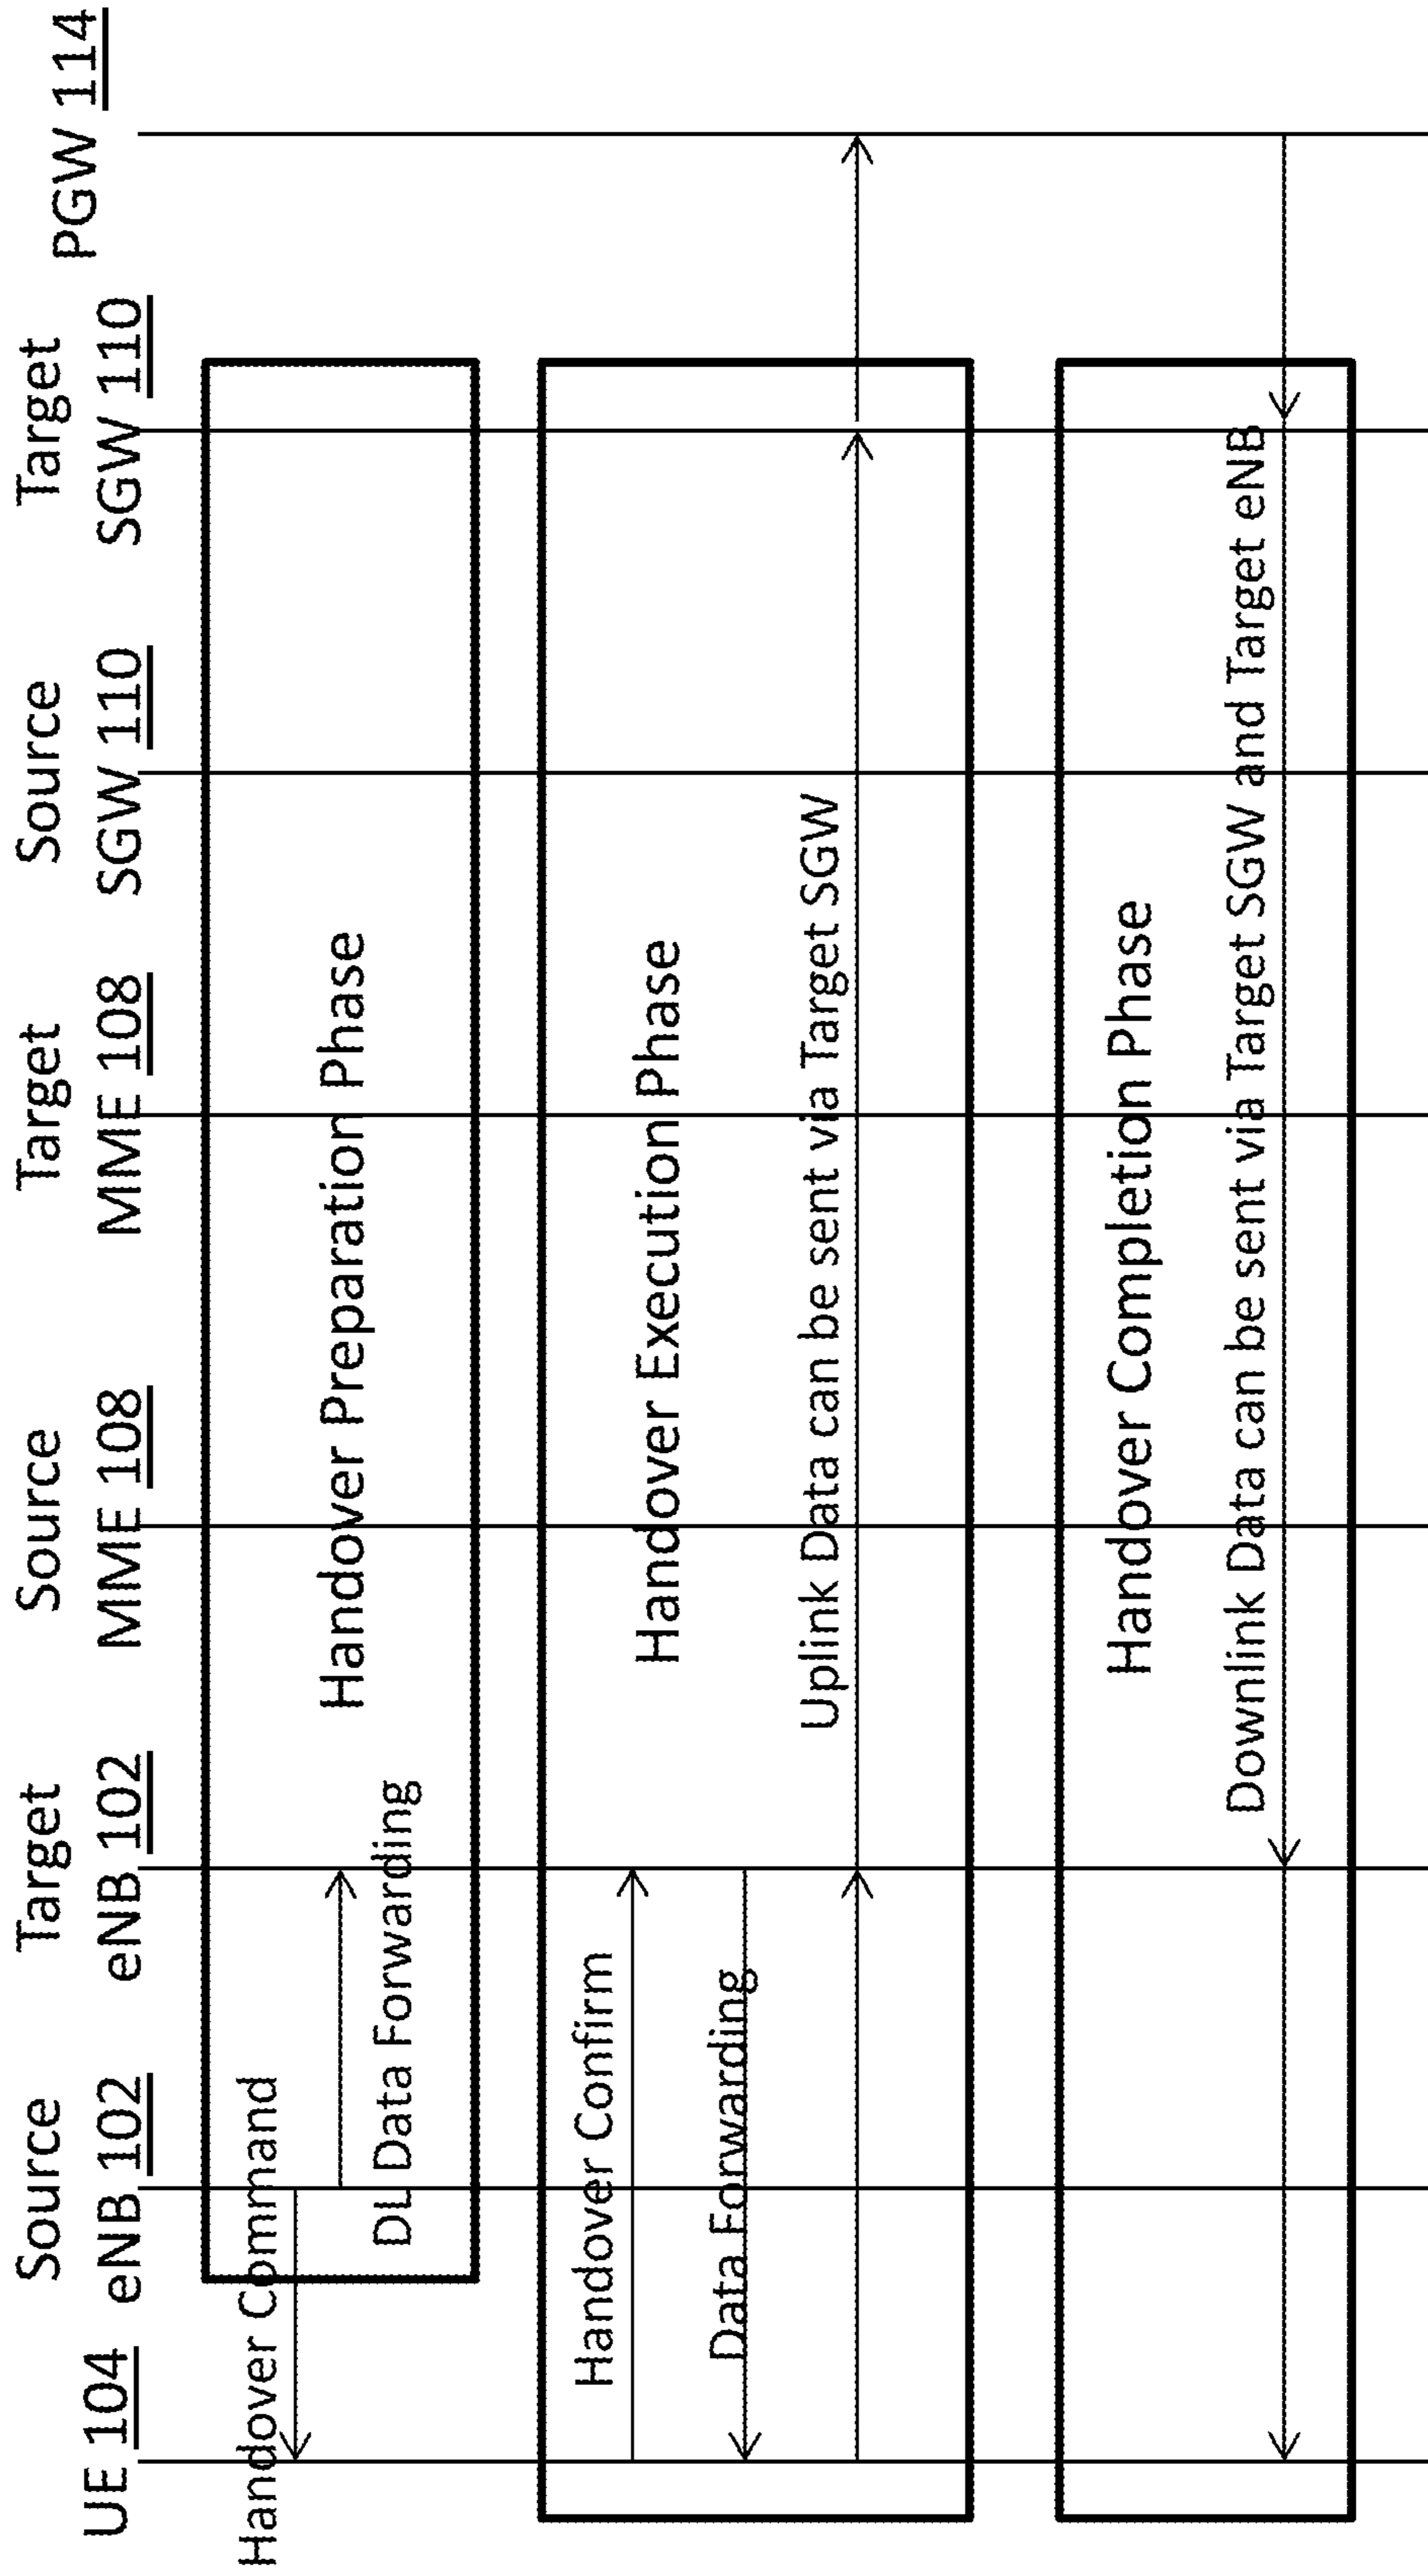 UE 104
Source
eNB 102
Target
eNB 102
Source
MME 108
Target
MME 108
Source
SGW 110
Target
SGW 110
PGW 114
Handover Command
Handover Preparation Phase
DL Data Forwarding
Handover Confirm
Handover Execution Phase
Data Forwarding
Uplink Data can be sent via Target SGW
Handover Completion Phase
Downlink Data can be sent via Target SGW and Target eNB